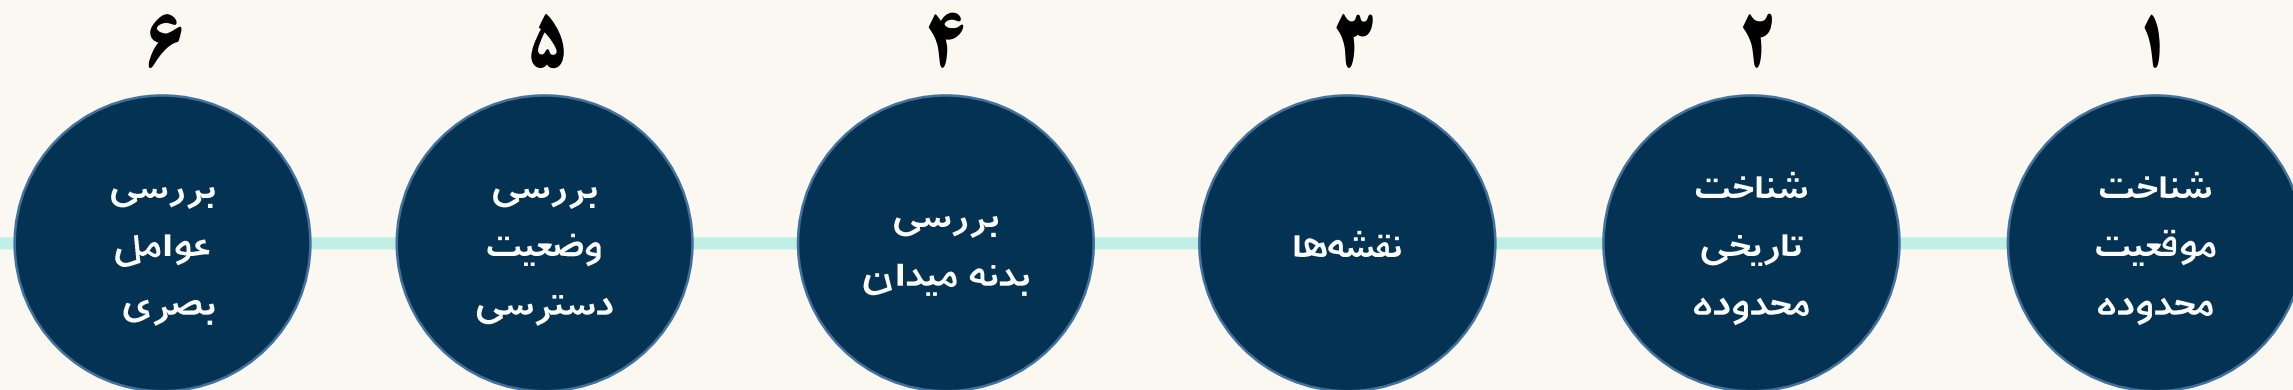 ۱
شناخت
موقعیت
محدوده
۲
شناخت
تاریخی
محدوده
۳
نقشه‌ها
۴
بررسی
بدنه میدان
۵
بررسی
وضعیت
دسترسی
۶
بررسی
عوامل
بصری